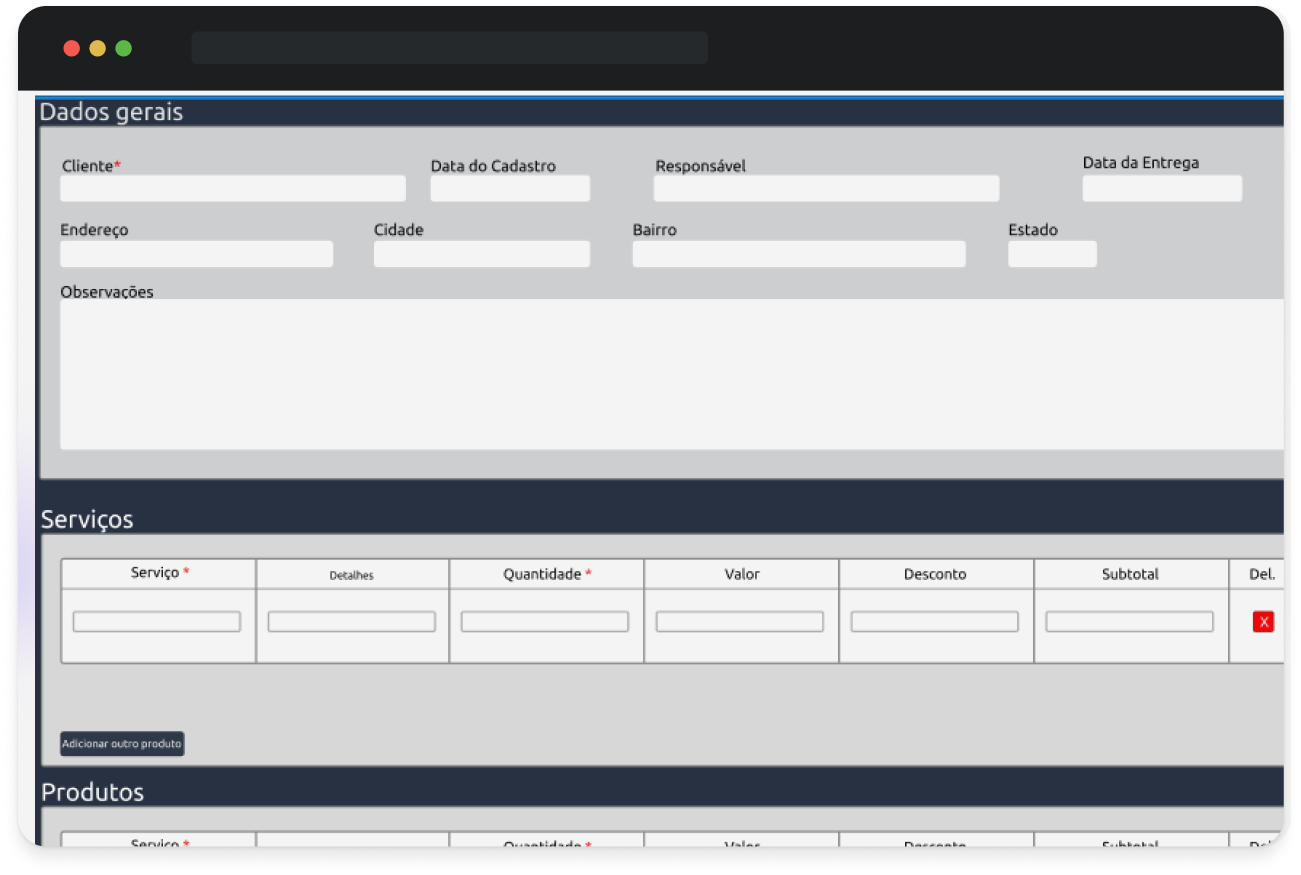 Dados gerais
Cliente* Data do Cadastro Responsável Data da Entrega
Endereço Cidade Bairro Estado
Observações
Serviços
Serviço * Detalhes Quantidade * Valor Desconto Subtotal Del.
X
Adicionar outro produto
Produtos
Serviço * Quantidade * Valor Desconto Subtotal Del.